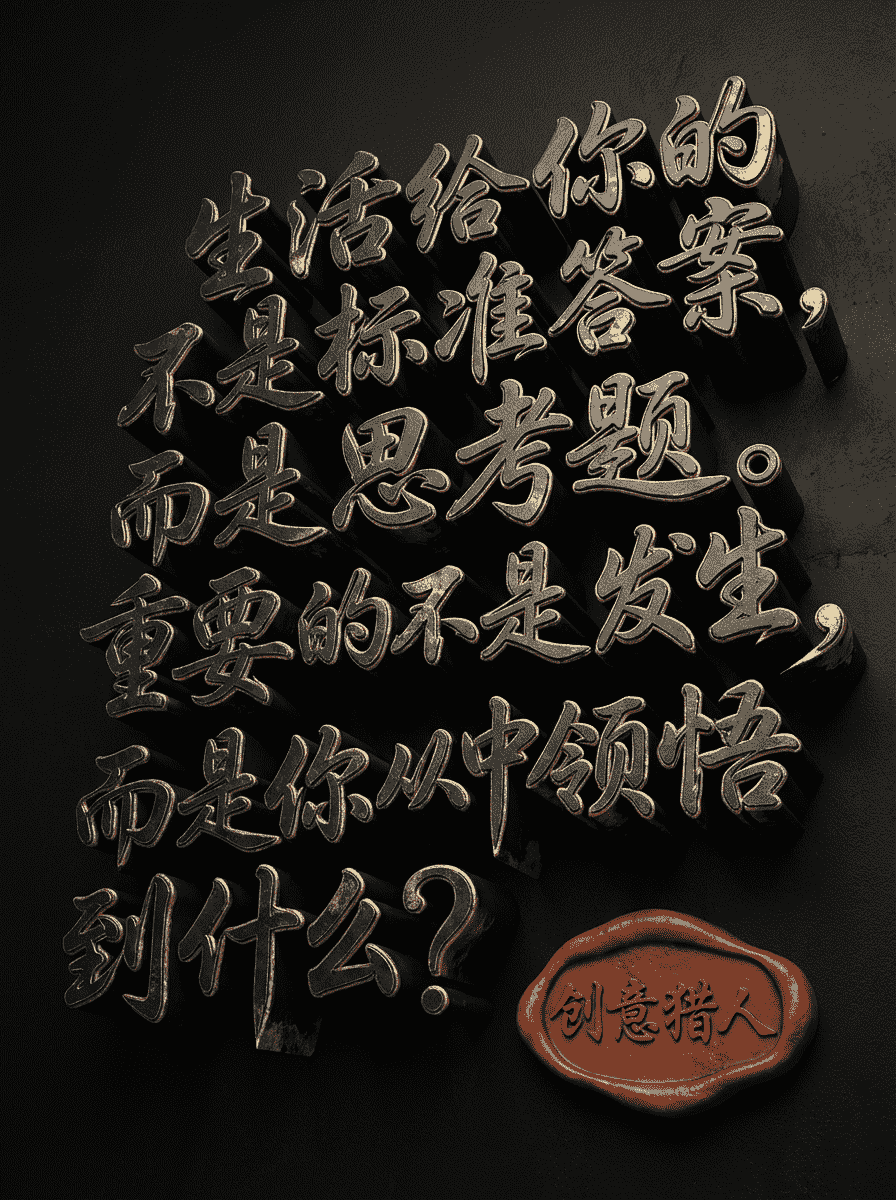 生活给你的
不是标准答案，
而是思考题。
重要的不是发生，
而是你从中领悟
到什么？
创意猎人